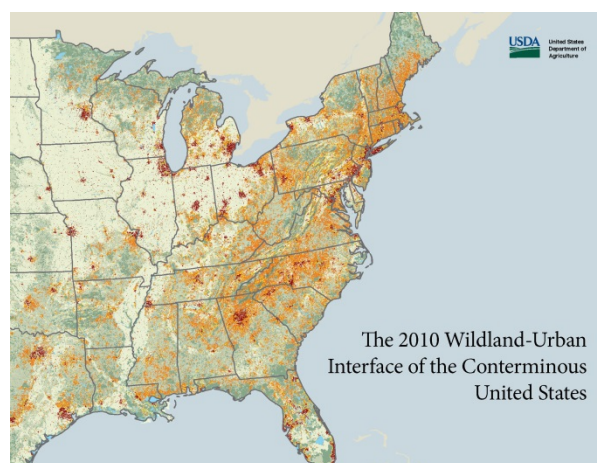 USDA
United States
Department of
Agriculture
The 2010 Wildland-Urban
Interface of the Conterminous
United States